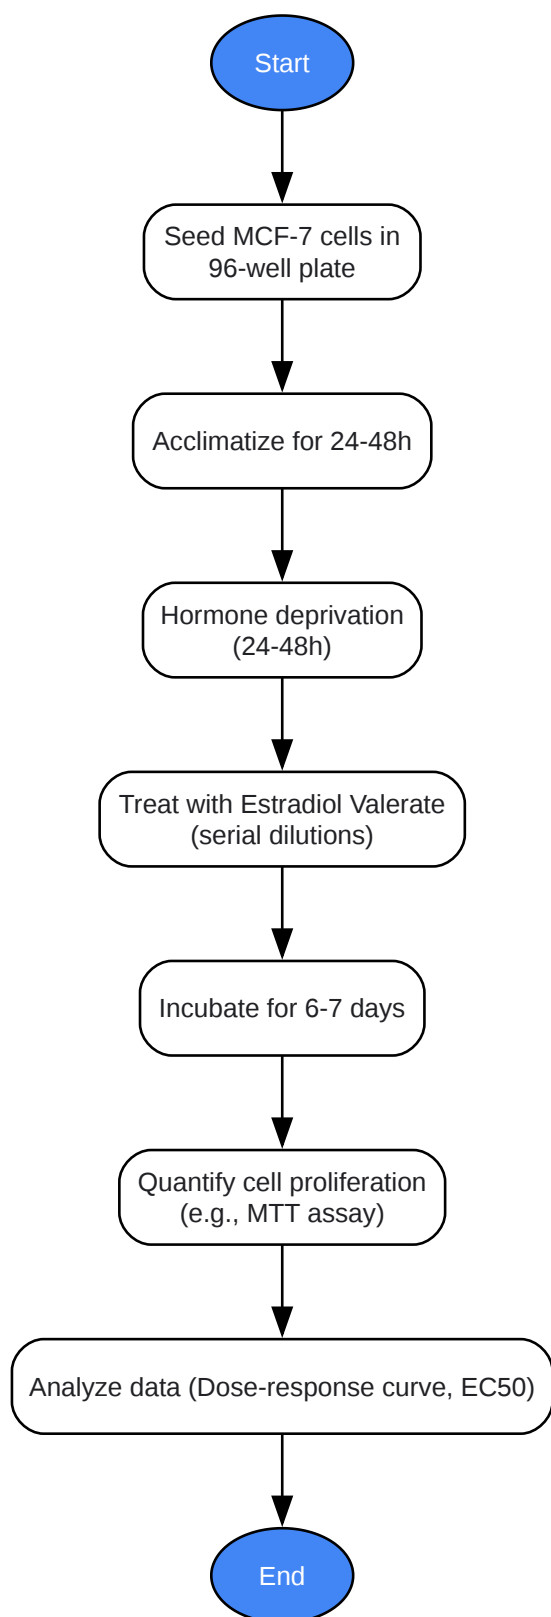 Start
Seed MCF-7 cells in
96-well plate
Acclimatize for 24-48h
Hormone deprivation
(24-48h)
Treat with Estradiol Valerate
(serial dilutions)
Incubate for 6-7 days
Quantify cell proliferation
(e.g., MTT assay)
Analyze data (Dose-response curve, EC50)
End